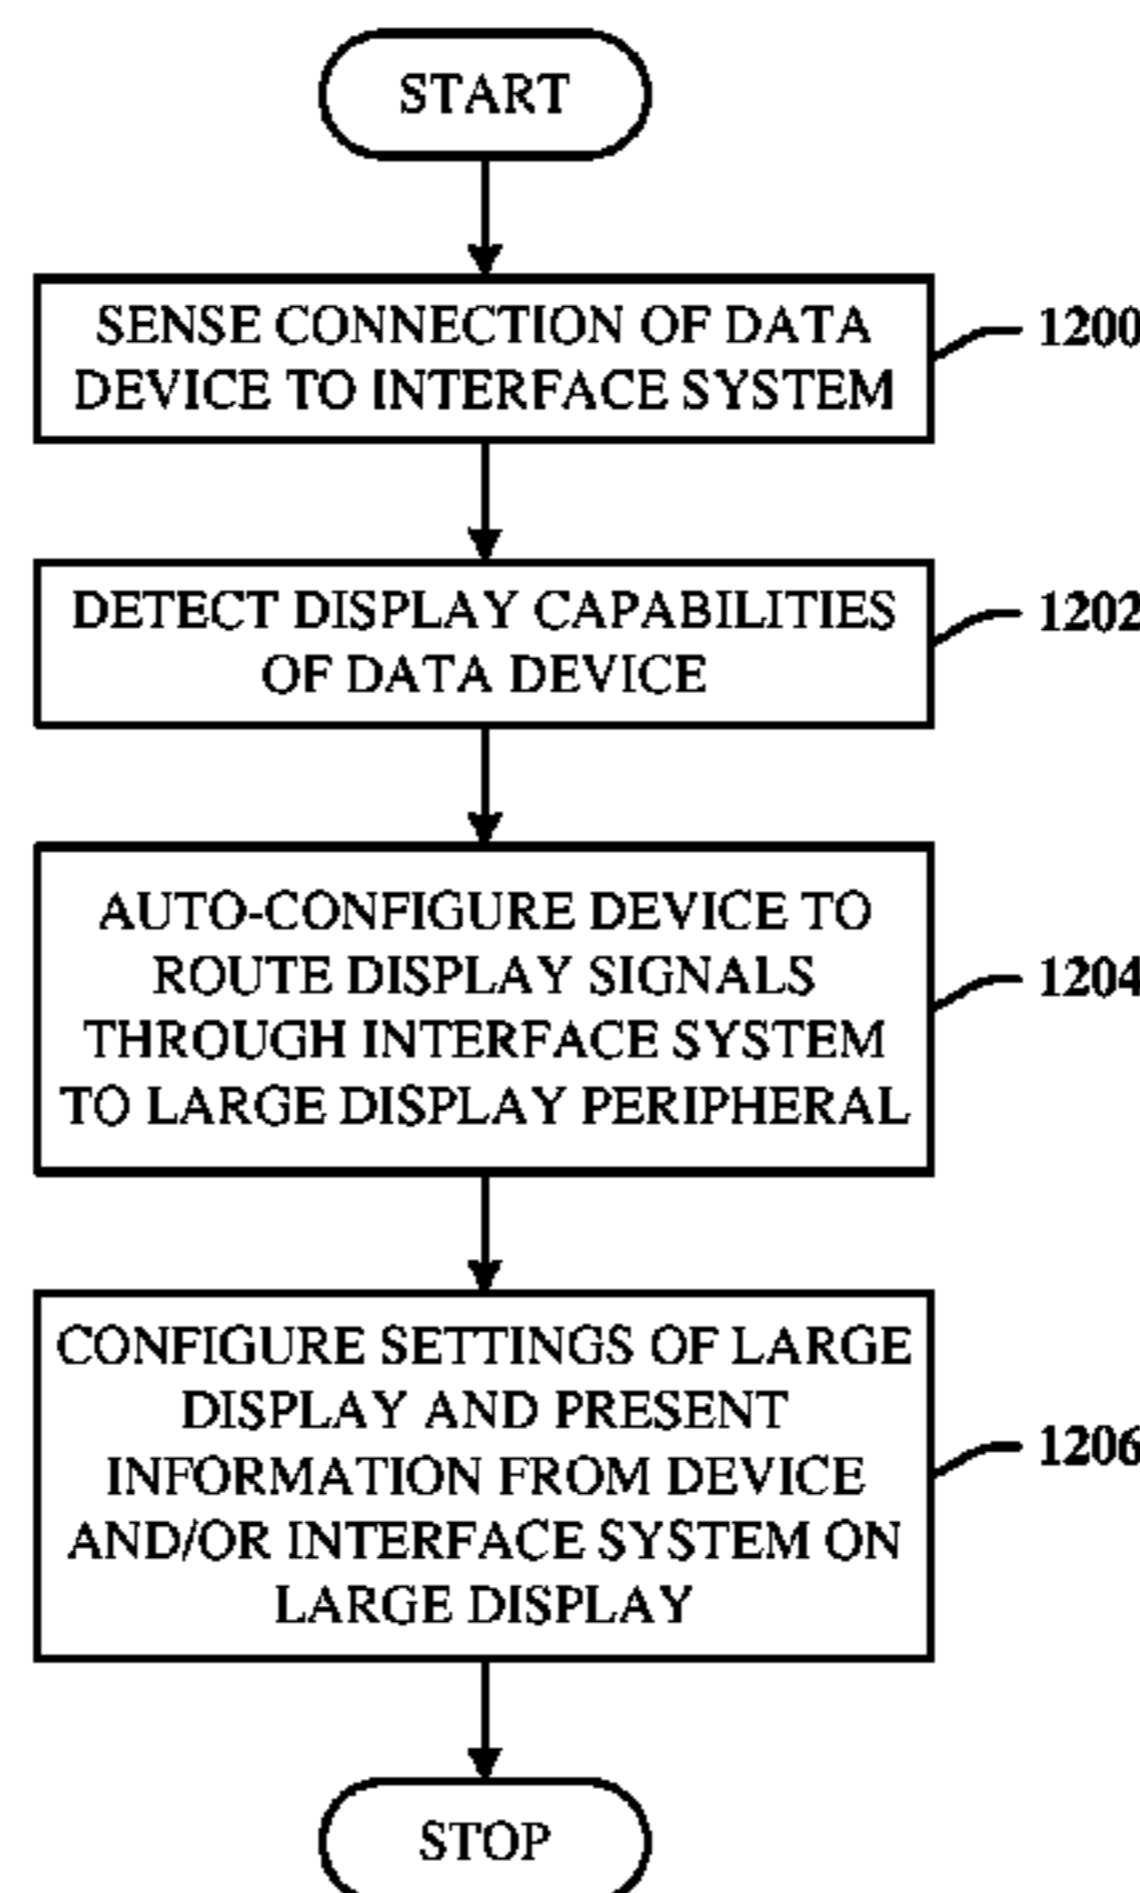 START
SENSE CONNECTION OF DATA
DEVICE TO INTERFACE SYSTEM
1200
DETECT DISPLAY CAPABILITIES
OF DATA DEVICE
1202
AUTO-CONFIGURE DEVICE TO
ROUTE DISPLAY SIGNALS
THROUGH INTERFACE SYSTEM
TO LARGE DISPLAY PERIPHERAL
1204
CONFIGURE SETTINGS OF LARGE
DISPLAY AND PRESENT
INFORMATION FROM DEVICE
AND/OR INTERFACE SYSTEM ON
LARGE DISPLAY
1206
STOP